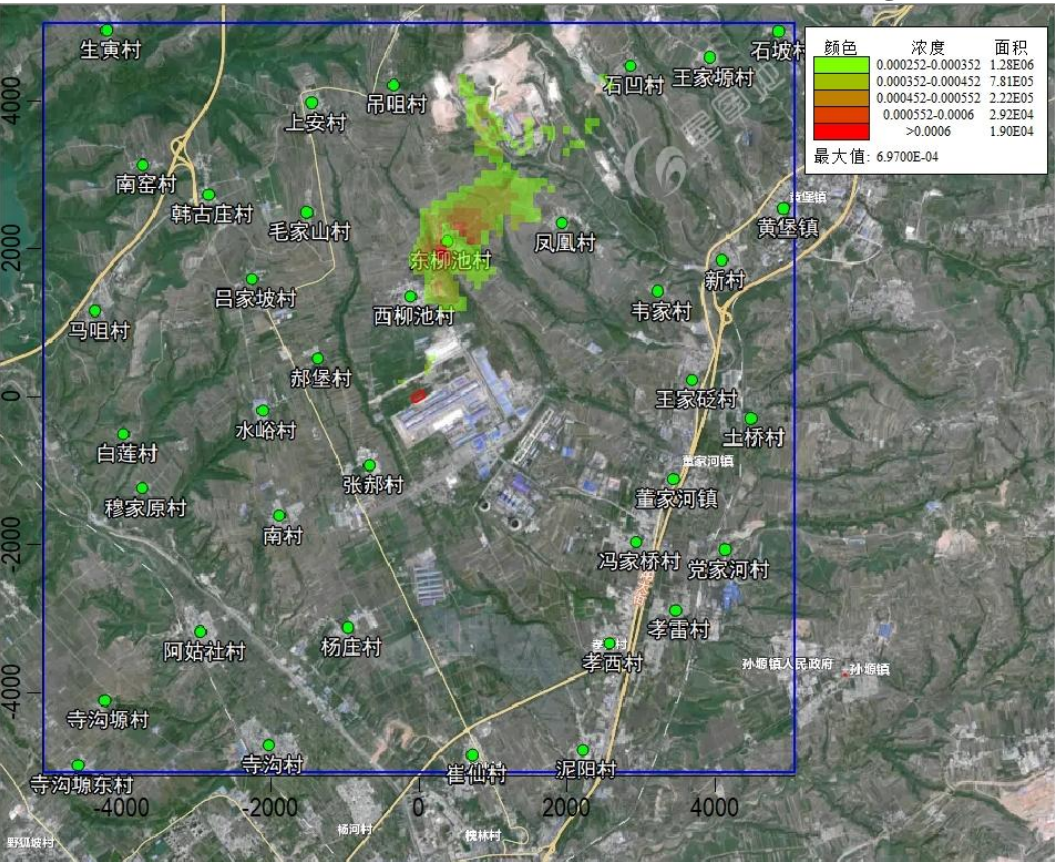 生寅村
石坡村
颜色 浓度 面积
0.000252-0.000352 1.28E06
0.000352-0.000452 7.81E05
0.000452-0.000552 2.22E05
0.000552-0.0006 2.92E04
>0.0006 1.90E04
最大值: 6.9700E-04
石凹村
王家塬村
吊咀村
上安村
4000
星图地
南窑村
韩古庄村
毛家山村
黄堡镇
黄堡镇
凤凰村
2000
东柳池村
新村
吕家坡村
西柳池村
韦家村
马咀村
郝堡村
0
王家砭村
水峪村
土桥村
白莲村
董家河镇
张郝村
穆家原村
董家河镇
南村
-2000
冯家桥村
党家河村
孝雷村
阿姑社村
杨庄村
孝西村
孙塬镇人民政府
孙塬镇
-4000
寺沟塬村
寺沟村
崔仙村
泥阳村
寺沟塬东村
-4000 -2000 0 2000 4000
杨河村
槐林村
野狐坡村